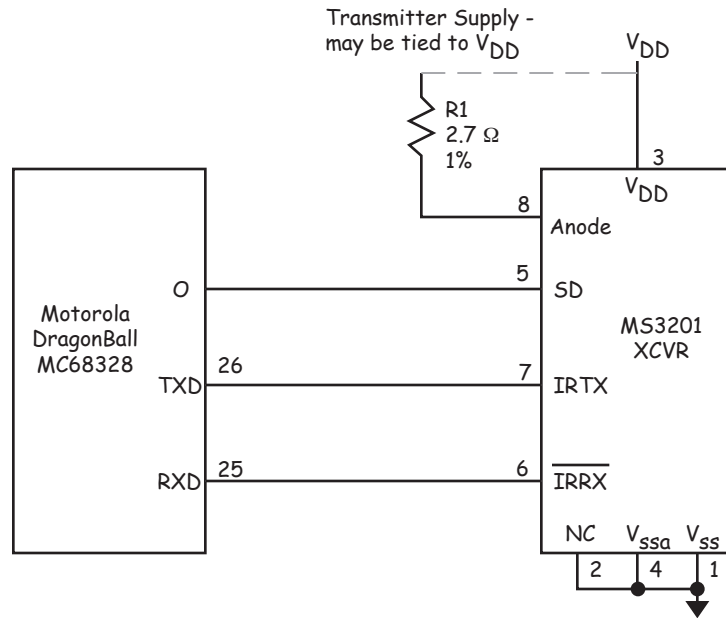 Transmitter Supply -
may be tied to VDD
VDD
R1
2.7 Ω
1%
3
VDD
8
Anode
O
5
SD
Motorola
DragonBall
MC68328
MS3201
XCVR
TXD
26
7
IRTX
RXD
25
6
IRRX
NC
Vssa
Vss
2
4
1